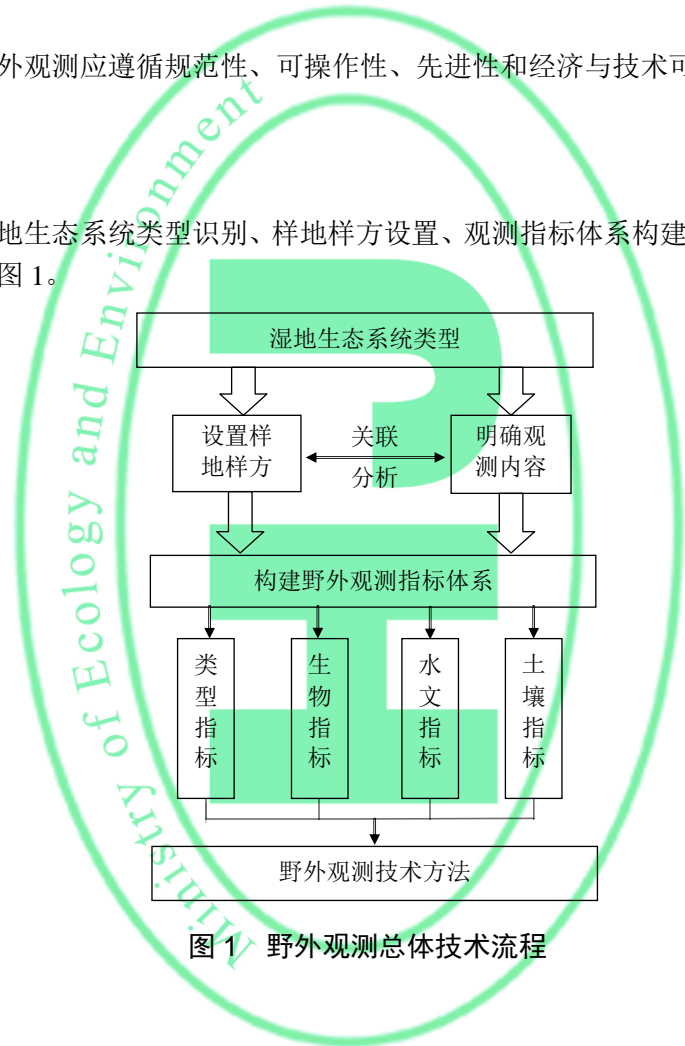 外观测应遵循规范性、可操作性、先进性和经济与技术可
地生态系统类型识别、样地样方设置、观测指标体系构建
图 1。
湿地生态系统类型
设置样
地样方
关联
分析
明确观
测内容
构建野外观测指标体系
类型指标
生物指标
水文指标
土壤指标
野外观测技术方法
图 1 野外观测总体技术流程
Ministry of Ecology and Environment